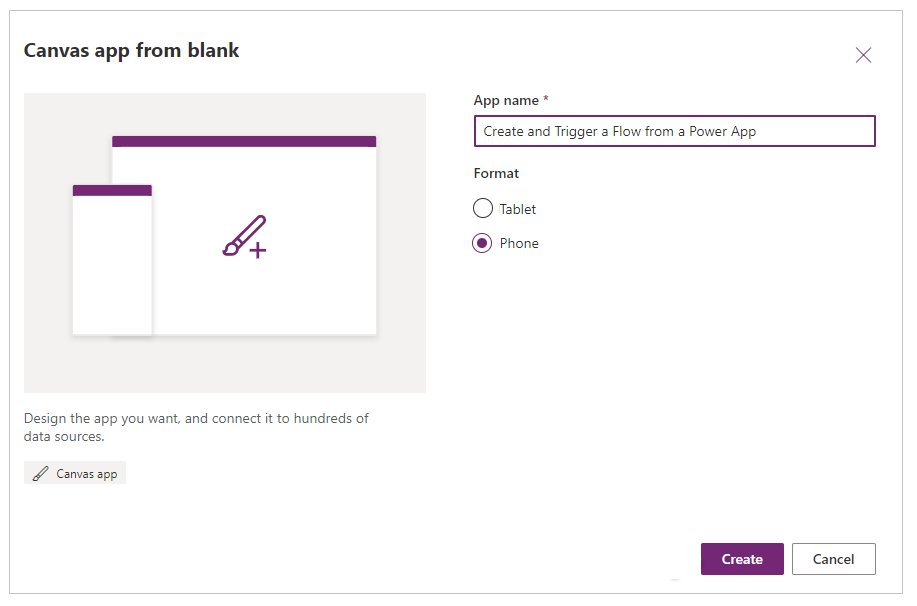 Canvas app from blank
App name *
Create and Trigger a Flow from a Power App
Format
Tablet
Phone
Design the app you want, and connect it to hundreds of
data sources.
Canvas app
Create
Cancel